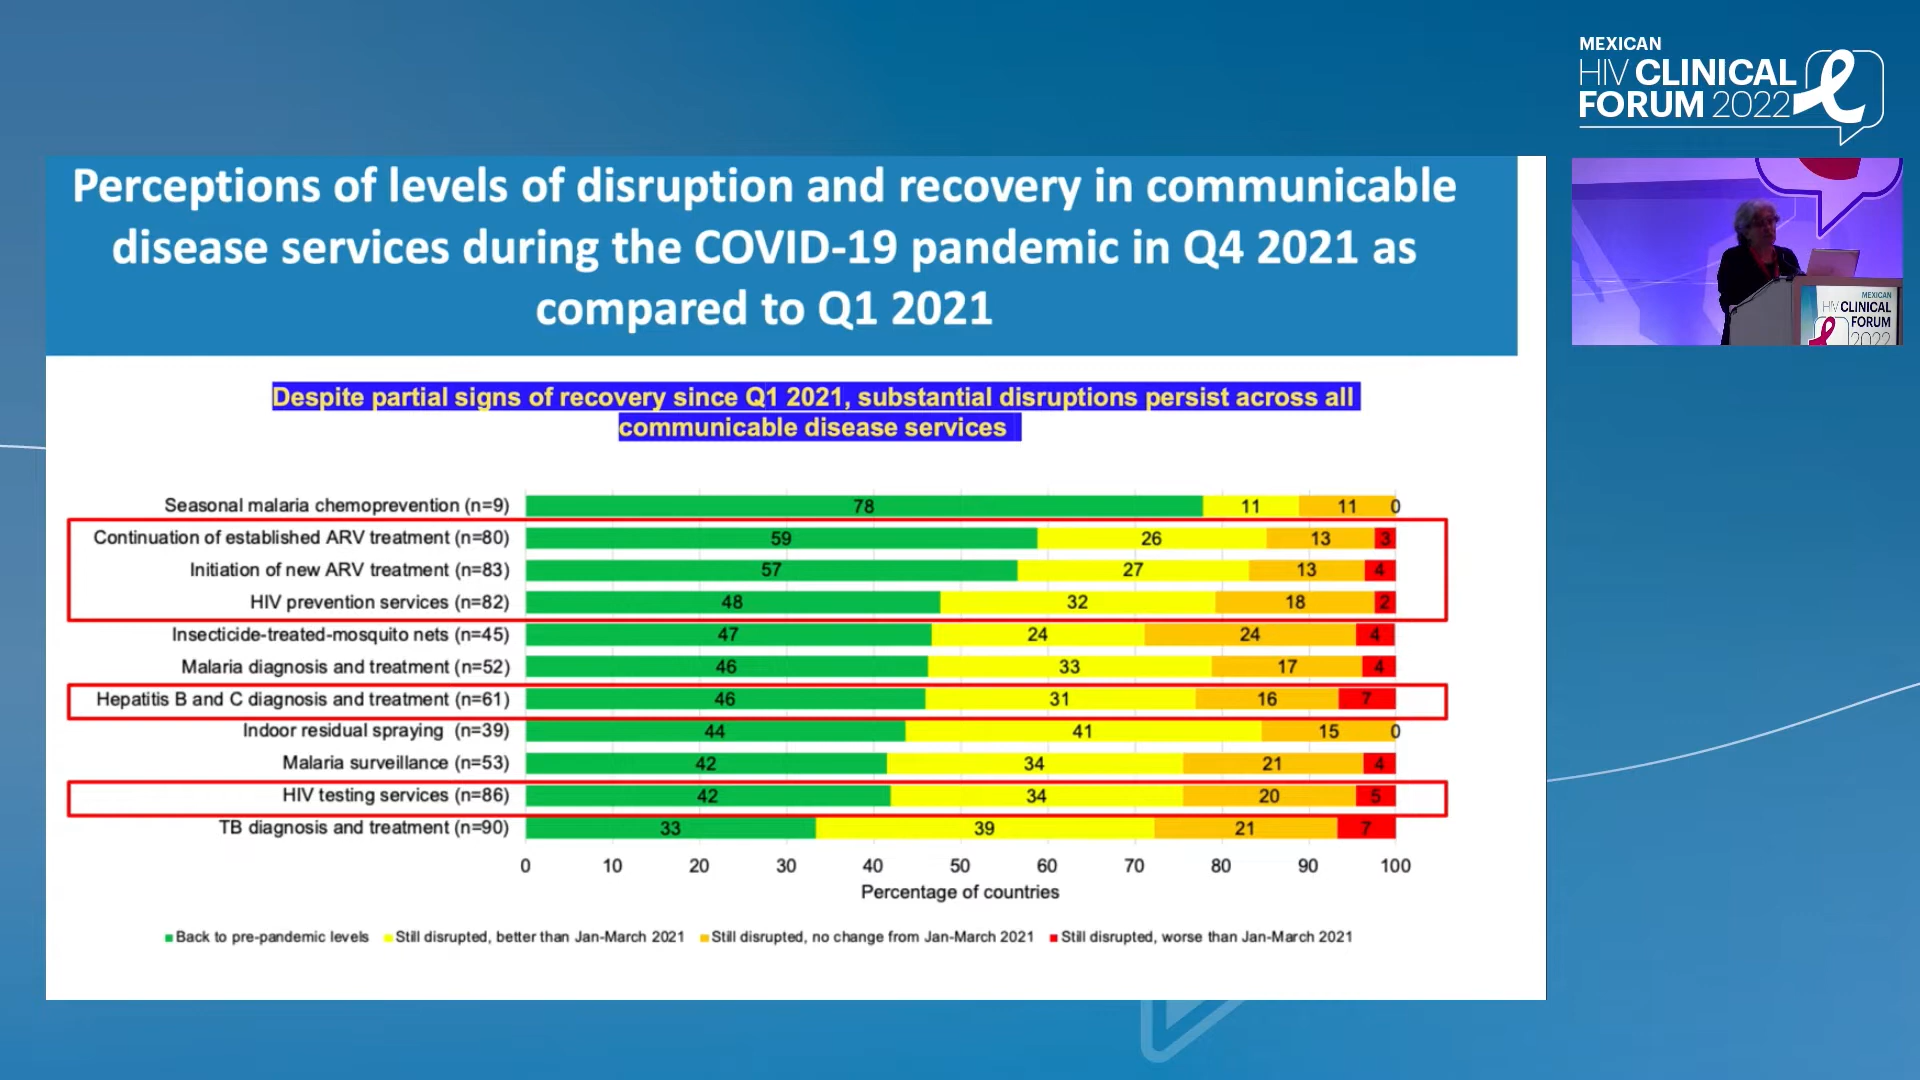 MEXICAN
HIV CLINICAL
FORUM 2022
Perceptions of levels of disruption and recovery in communicable
disease services during the COVID-19 pandemic in Q4 2021 as
compared to Q1 2021
Despite partial signs of recovery since Q1 2021, substantial disruptions persist across all
communicable disease services
Seasonal malaria chemoprevention (n=9) 78 11 11 0
Continuation of established ARV treatment (n=80) 59 26 13 3
Initiation of new ARV treatment (n=83) 57 27 13 4
HIV prevention services (n=82) 48 32 18 2
Insecticide-treated-mosquito nets (n=45) 47 24 24 4
Malaria diagnosis and treatment (n=52) 46 33 17 4
Hepatitis B and C diagnosis and treatment (n=61) 46 31 16 7
Indoor residual spraying (n=39) 44 41 15 0
Malaria surveillance (n=53) 42 34 21 4
HIV testing services (n=86) 42 34 20 5
TB diagnosis and treatment (n=90) 33 39 21 7
0 10 20 30 40 50 60 70 80 90 100
Percentage of countries
Back to pre-pandemic levels Still disrupted, better than Jan-March 2021 Still disrupted, no change from Jan-March 2021 Still disrupted, worse than Jan-March 2021
MEXICAN
HIV CLINICAL
FORUM
2022